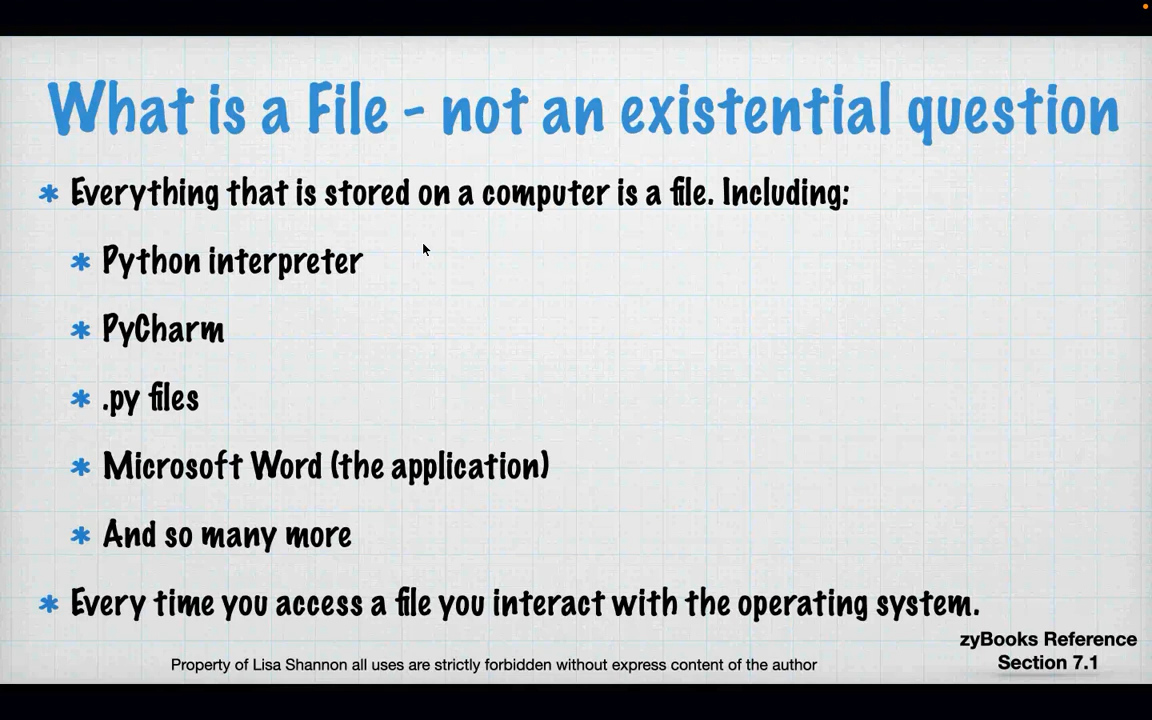 What is a File - not an existential question
* Everything that is stored on a computer is a file. Including:
* Python interpreter
* PyCharm
* .py files
* Microsoft Word (the application)
* And so many more
* Every time you access a file you interact with the operating system.
zyBooks Reference
Section 7.1
Property of Lisa Shannon all uses are strictly forbidden without express content of the author